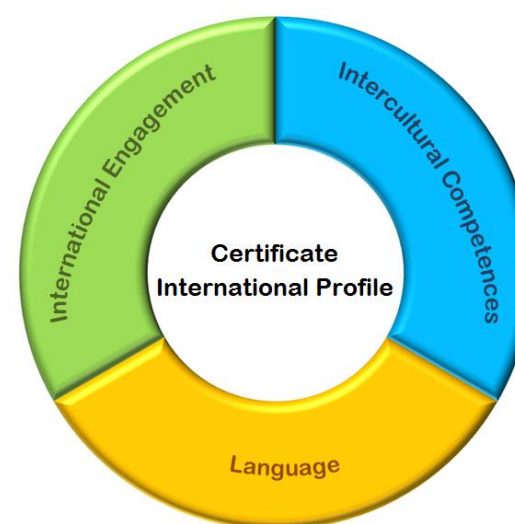 International Engagement
Intercultural Competences
Certificate
International Profile
Language